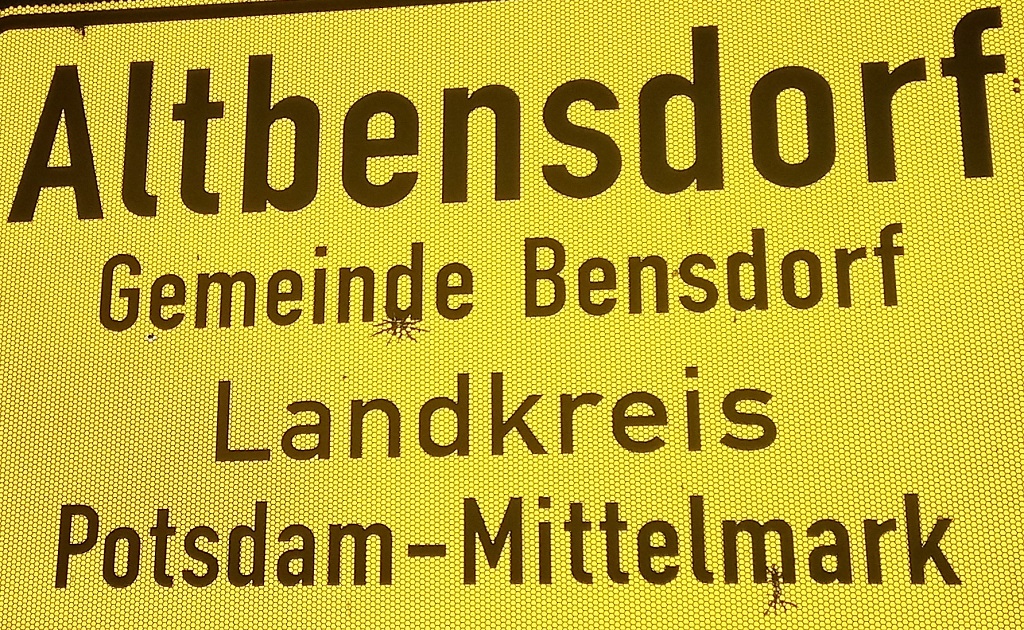 Altbensdorf
Gemeinde Bensdorf
Landkreis
Potsdam-Mittelmark